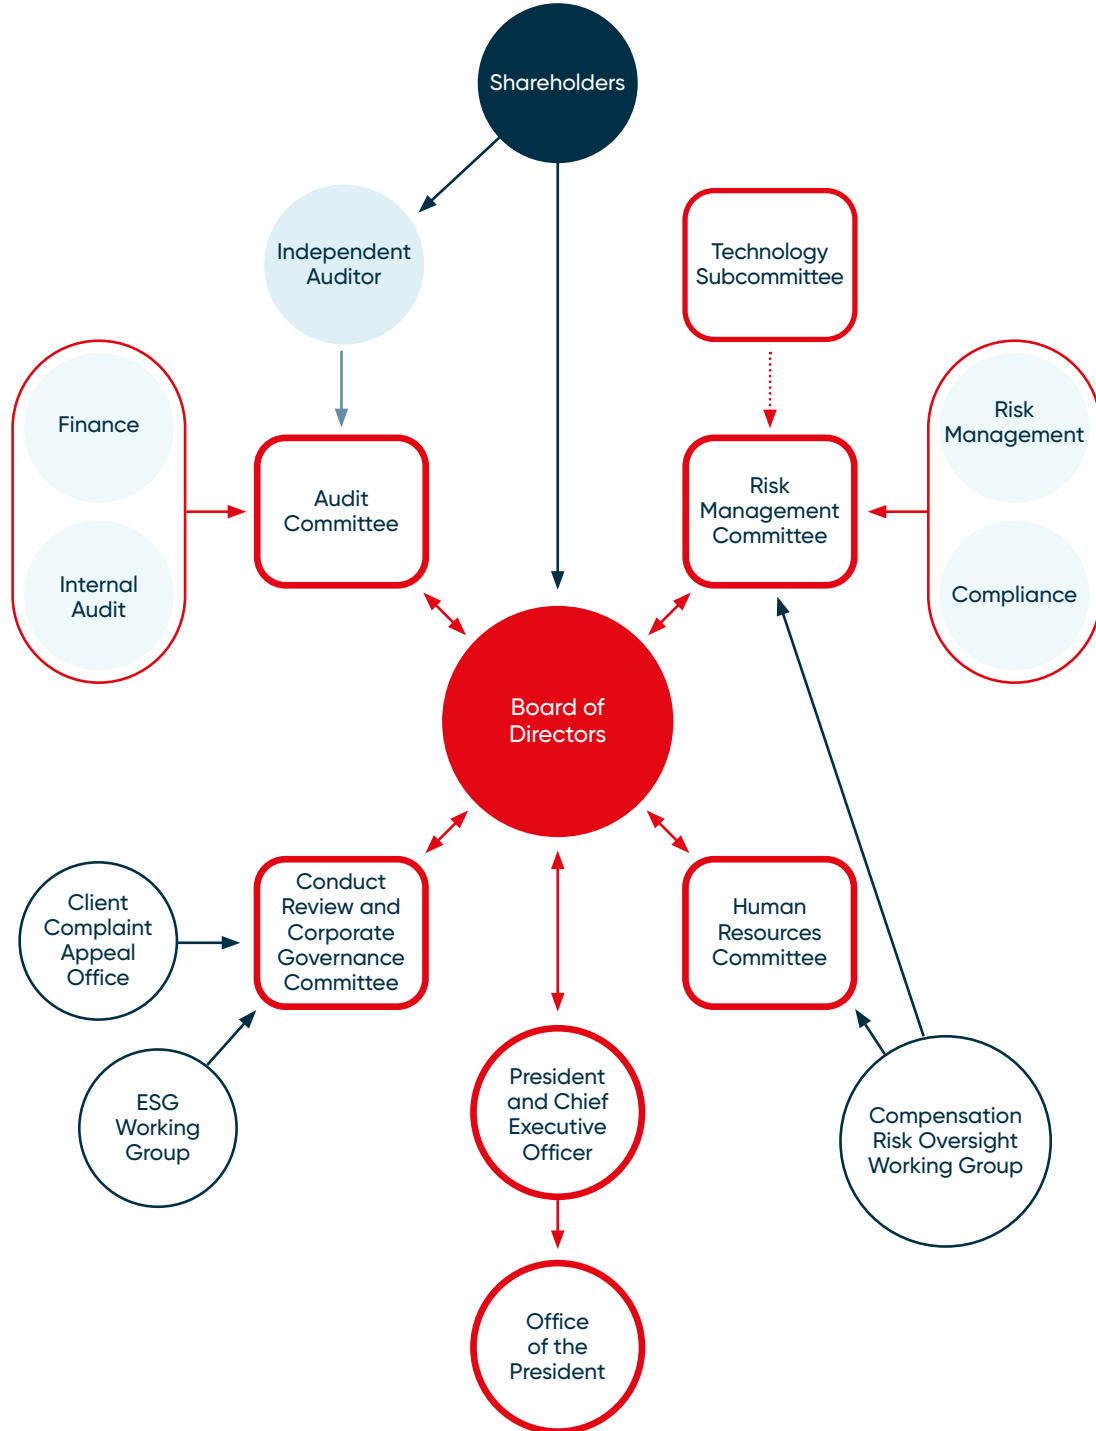 Shareholders
Independent
Auditor
Technology
Subcommittee
Finance
Internal
Audit
Audit
Committee
Risk
Management
Committee
Risk
Management
Compliance
Board of
Directors
Client
Complaint
Appeal
Office
Conduct
Review and
Corporate
Governance
Committee
Human
Resources
Committee
ESG
Working
Group
President
and Chief
Executive
Officer
Compensation
Risk Oversight
Working Group
Office
of the
President